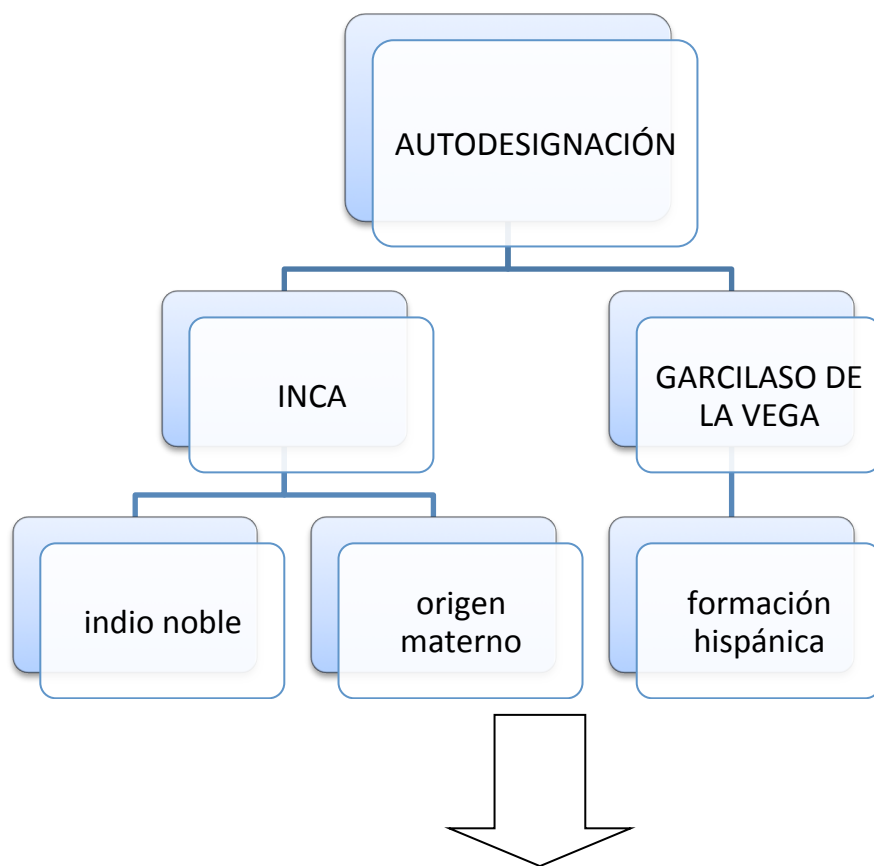 AUTODESIGNACIÓN
INCA
GARCILASO DE
LA VEGA
indio noble
origen
materno
formación
hispánica